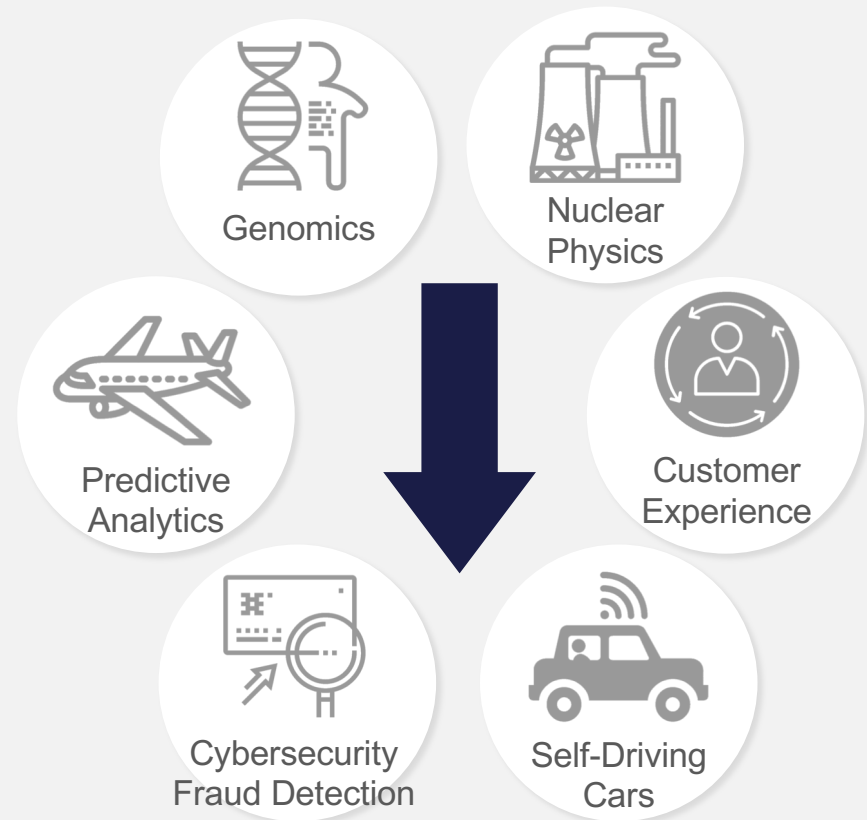 Genomics
Nuclear
Physics
Predictive
Analytics
Customer
Experience
Cybersecurity
Fraud Detection
Self-Driving
Cars